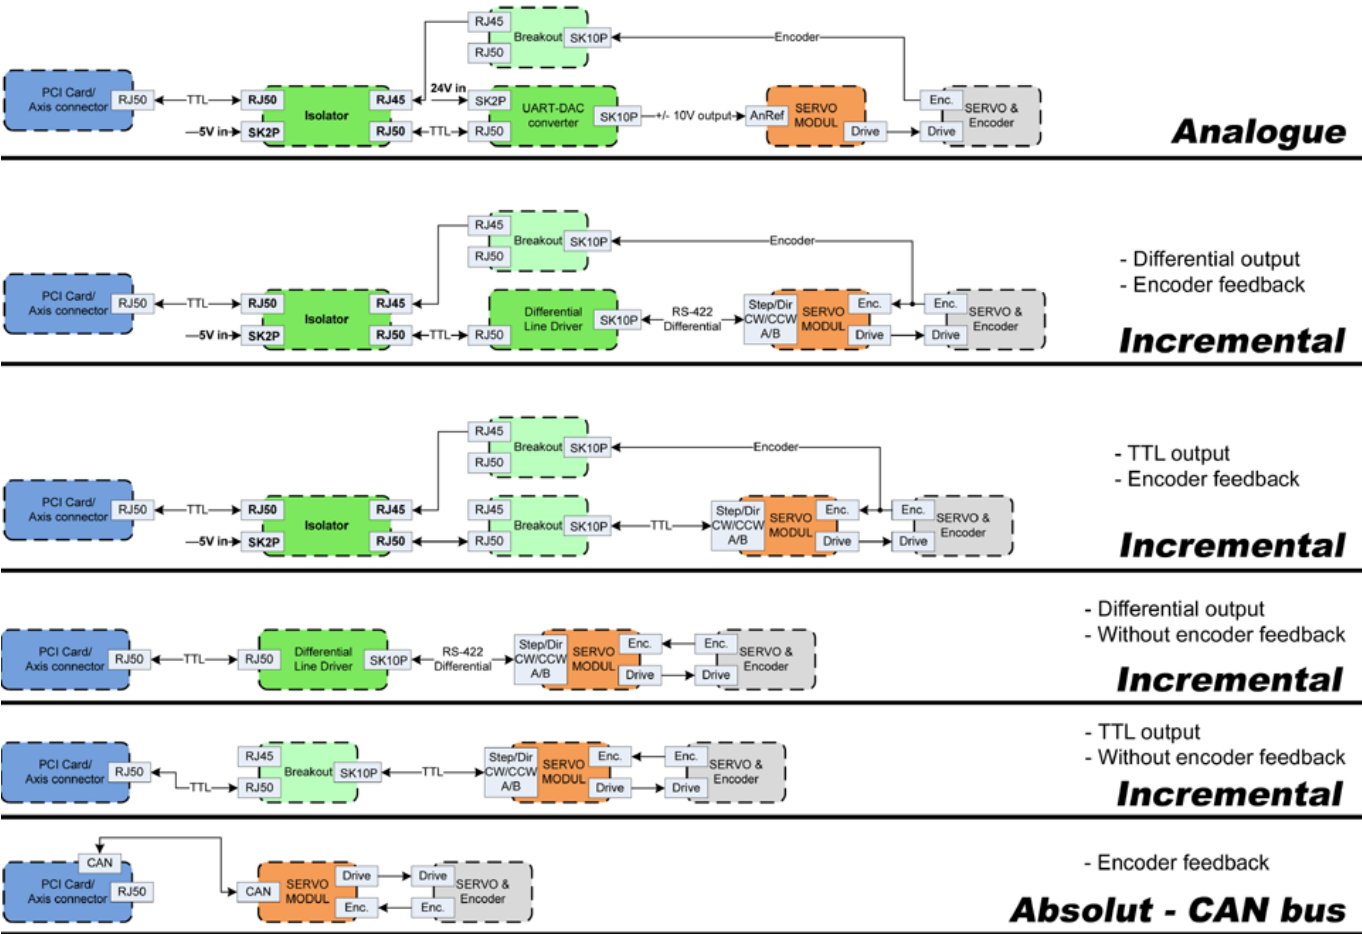 RJ45
Breakout
SK10P
Encoder
RJ50
PCI Card/
Axis connector
RJ50
TTL
RJ50
Isolator
RJ45
24V in
SK2P
UART-DAC
converter
SK10P
+/- 10V output
AnRef
SERVO
MODUL
Drive
Enc.
Drive
SERVO &
Encoder
5V in
SK2P
RJ50
TTL
RJ50
Analogue
RJ45
Breakout
SK10P
Encoder
RJ50
- Differential output
- Encoder feedback
PCI Card/
Axis connector
RJ50
TTL
RJ50
Isolator
RJ45
Differential
Line Driver
SK10P
RS-422
Differential
Step/Dir
CW/CCW
A/B
SERVO
MODUL
Enc.
Drive
Enc.
Drive
SERVO &
Encoder
5V in
SK2P
RJ50
TTL
RJ50
Incremental
RJ45
Breakout
SK10P
Encoder
RJ50
- TTL output
- Encoder feedback
PCI Card/
Axis connector
RJ50
TTL
RJ50
Isolator
RJ45
RJ45
Breakout
SK10P
TTL
Step/Dir
CW/CCW
A/B
SERVO
MODUL
Enc.
Drive
Enc.
Drive
SERVO &
Encoder
5V in
SK2P
RJ50
RJ50
Incremental
- Differential output
- Without encoder feedback
PCI Card/
Axis connector
RJ50
TTL
RJ50
Differential
Line Driver
SK10P
RS-422
Differential
Step/Dir
CW/CCW
A/B
SERVO
MODUL
Enc.
Drive
Enc.
Drive
SERVO &
Encoder
Incremental
- TTL output
- Without encoder feedback
PCI Card/
Axis connector
RJ50
TTL
RJ45
RJ50
Breakout
SK10P
TTL
Step/Dir
CW/CCW
A/B
SERVO
MODUL
Enc.
Drive
Enc.
Drive
SERVO &
Encoder
Incremental
CAN
PCI Card/
Axis connector
RJ50
CAN
SERVO
MODUL
Drive
Enc.
Drive
Enc.
SERVO &
Encoder
- Encoder feedback
Absolut - CAN bus